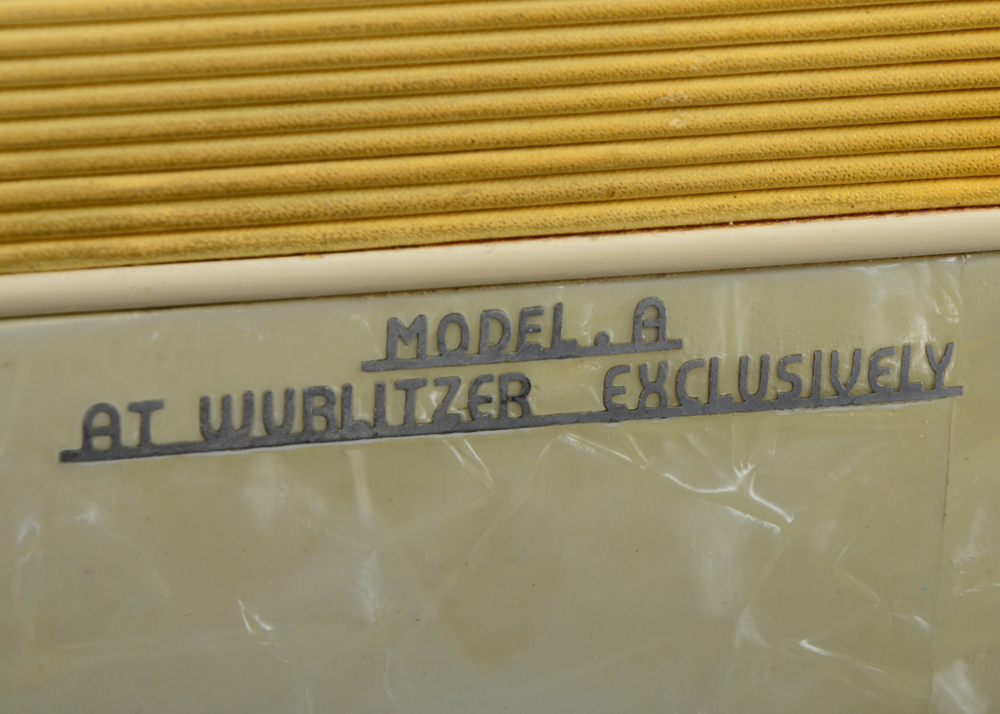 MODEL. A
AT WURLITZER EXCLUSIVELY